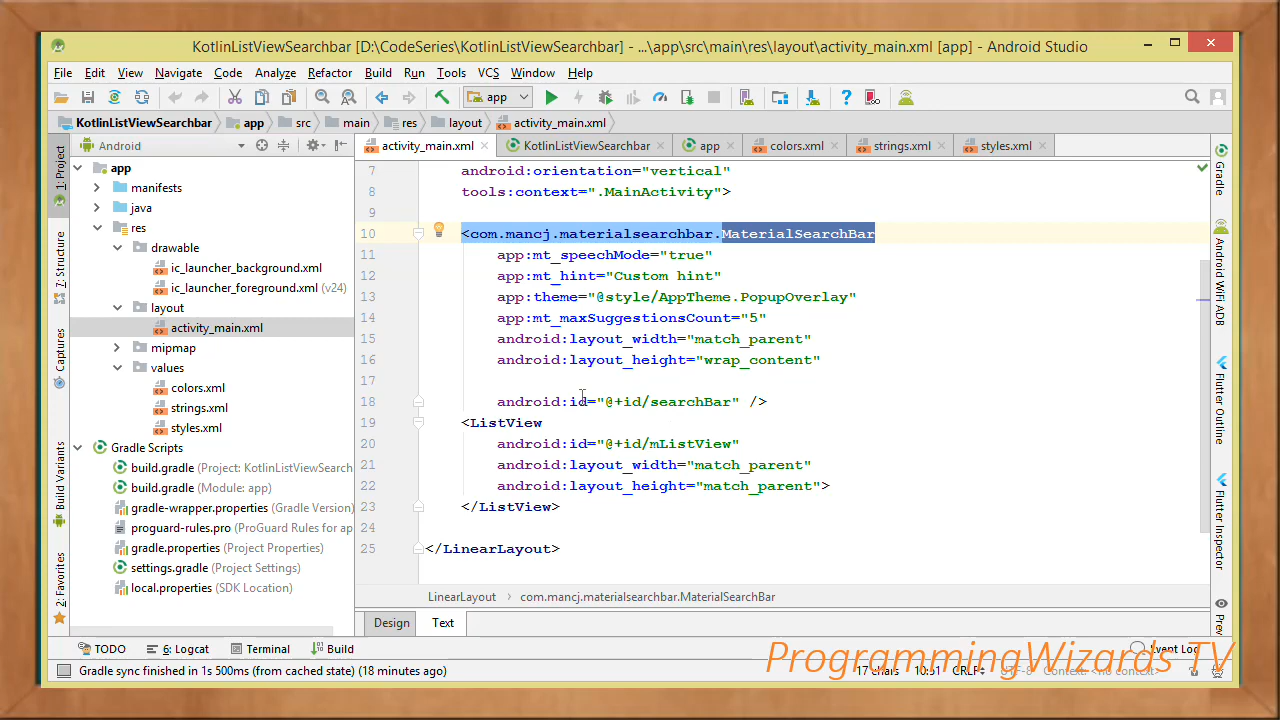 KotlinListViewSearchbar [D:\CodeSeries\KotlinListViewSearchbar] - ...\app\src\main\res\layout\activity_main.xml [app] - Android Studio
File Edit View Navigate Code Analyze Refactor Build Run Tools VCS Window Help
app
KotlinListViewSearchbar app src main res layout activity_main.xml
Android
activity_main.xml KotlinListViewSearchbar app colors.xml strings.xml styles.xml
1: Project
7: Structure
Captures
Build Variants
2: Favorites
app
manifests
java
res
drawable
ic_launcher_background.xml
ic_launcher_foreground.xml (v24)
layout
activity_main.xml
mipmap
values
colors.xml
strings.xml
styles.xml
Gradle Scripts
build.gradle (Project: KotlinListViewSearch
build.gradle (Module: app)
gradle-wrapper.properties (Gradle Version)
proguard-rules.pro (ProGuard Rules for ap
gradle.properties (Project Properties)
settings.gradle (Project Settings)
local.properties (SDK Location)
7 android:orientation="vertical"
8 tools:context=".MainActivity">
9
10 <com.mancj.materialsearchbar.MaterialSearchBar
11 app:mt_speechMode="true"
12 app:mt_hint="Custom hint"
13 app:theme="@style/AppTheme.PopupOverlay"
14 app:mt_maxSuggestionsCount="5"
15 android:layout_width="match_parent"
16 android:layout_height="wrap_content"
17
18 android:id="@+id/searchBar" />
19 <ListView
20 android:id="@+id/mListView"
21 android:layout_width="match_parent"
22 android:layout_height="match_parent">
23 </ListView>
24
25 </LinearLayout>
LinearLayout com.mancj.materialsearchbar.MaterialSearchBar
Design Text
Gradle
Android WiFi ADB
Flutter Outline
Flutter Inspector
Prev
TODO 6: Logcat Terminal Build Event Log
ProgrammingWizards TV
Gradle sync finished in 1s 500ms (from cached state) (18 minutes ago) 17 chars 10:51 CRLF UTF-8 Context: <no context>